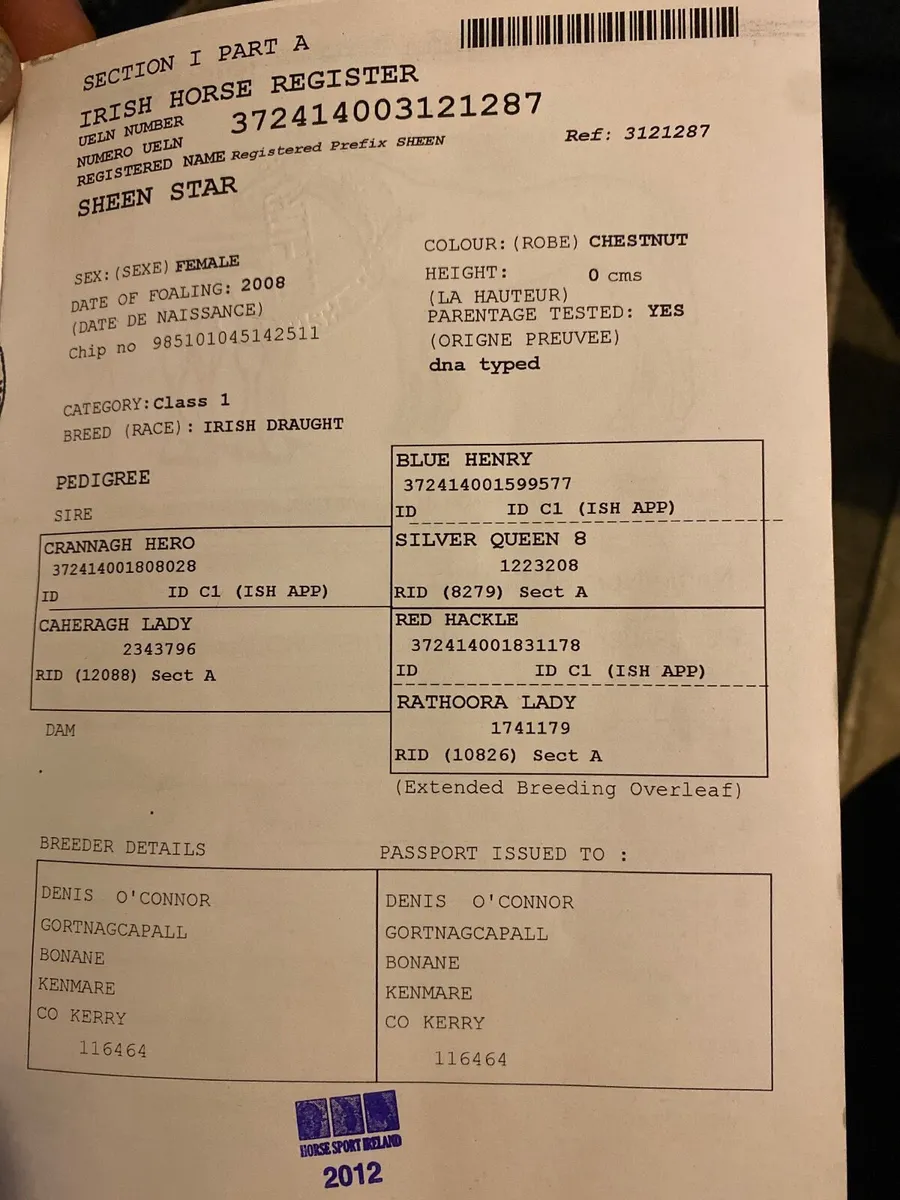 SECTION I PART A
IRISH HORSE REGISTER
UELN NUMBER 372414003121287
NUMERO UELN
Ref: 3121287
REGISTERED NAME Registered Prefix SHEEN
SHEEN STAR
SEX: (SEXE) FEMALE
DATE OF FOALING: 2008
(DATE DE NAISSANCE)
Chip no 985101045142511
COLOUR: (ROBE) CHESTNUT
HEIGHT: 0 cms
(LA HAUTEUR)
PARENTAGE TESTED: YES
(ORIGNE PREUVEE)
dna typed
CATEGORY: Class 1
BREED (RACE): IRISH DRAUGHT
PEDIGREE
SIRE
CRANNAGH HERO
372414001808028
ID ID C1 (ISH APP)
CAHERAGH LADY
2343796
RID (12088) Sect A
DAM
BLUE HENRY
372414001599577
ID ID C1 (ISH APP)
SILVER QUEEN 8
1223208
RID (8279) Sect A
RED HACKLE
372414001831178
ID ID C1 (ISH APP)
RATHOORA LADY
1741179
RID (10826) Sect A
(Extended Breeding Overleaf)
BREEDER DETAILS
DENIS O'CONNOR
GORTNAGCAPALL
BONANE
KENMARE
CO KERRY
116464
PASSPORT ISSUED TO :
DENIS O'CONNOR
GORTNAGCAPALL
BONANE
KENMARE
CO KERRY
116464
HORSE SPORT IRELAND
2012